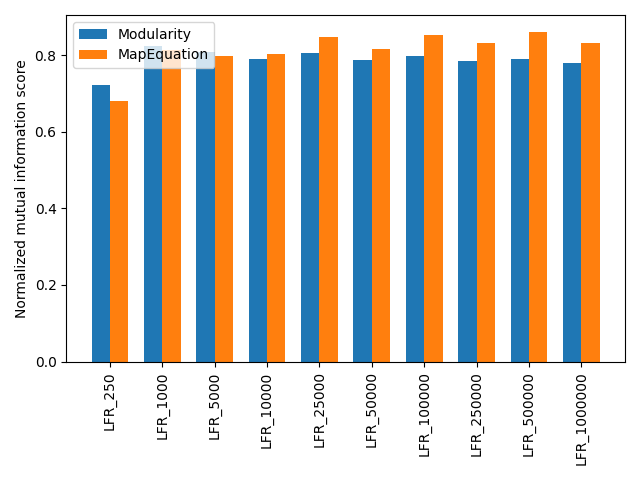 Modularity
MapEquation
Normalized mutual information score
0.8
0.6
0.4
0.2
0.0
LFR_250
LFR_1000
LFR_5000
LFR_10000
LFR_25000
LFR_50000
LFR_100000
LFR_250000
LFR_500000
LFR_1000000